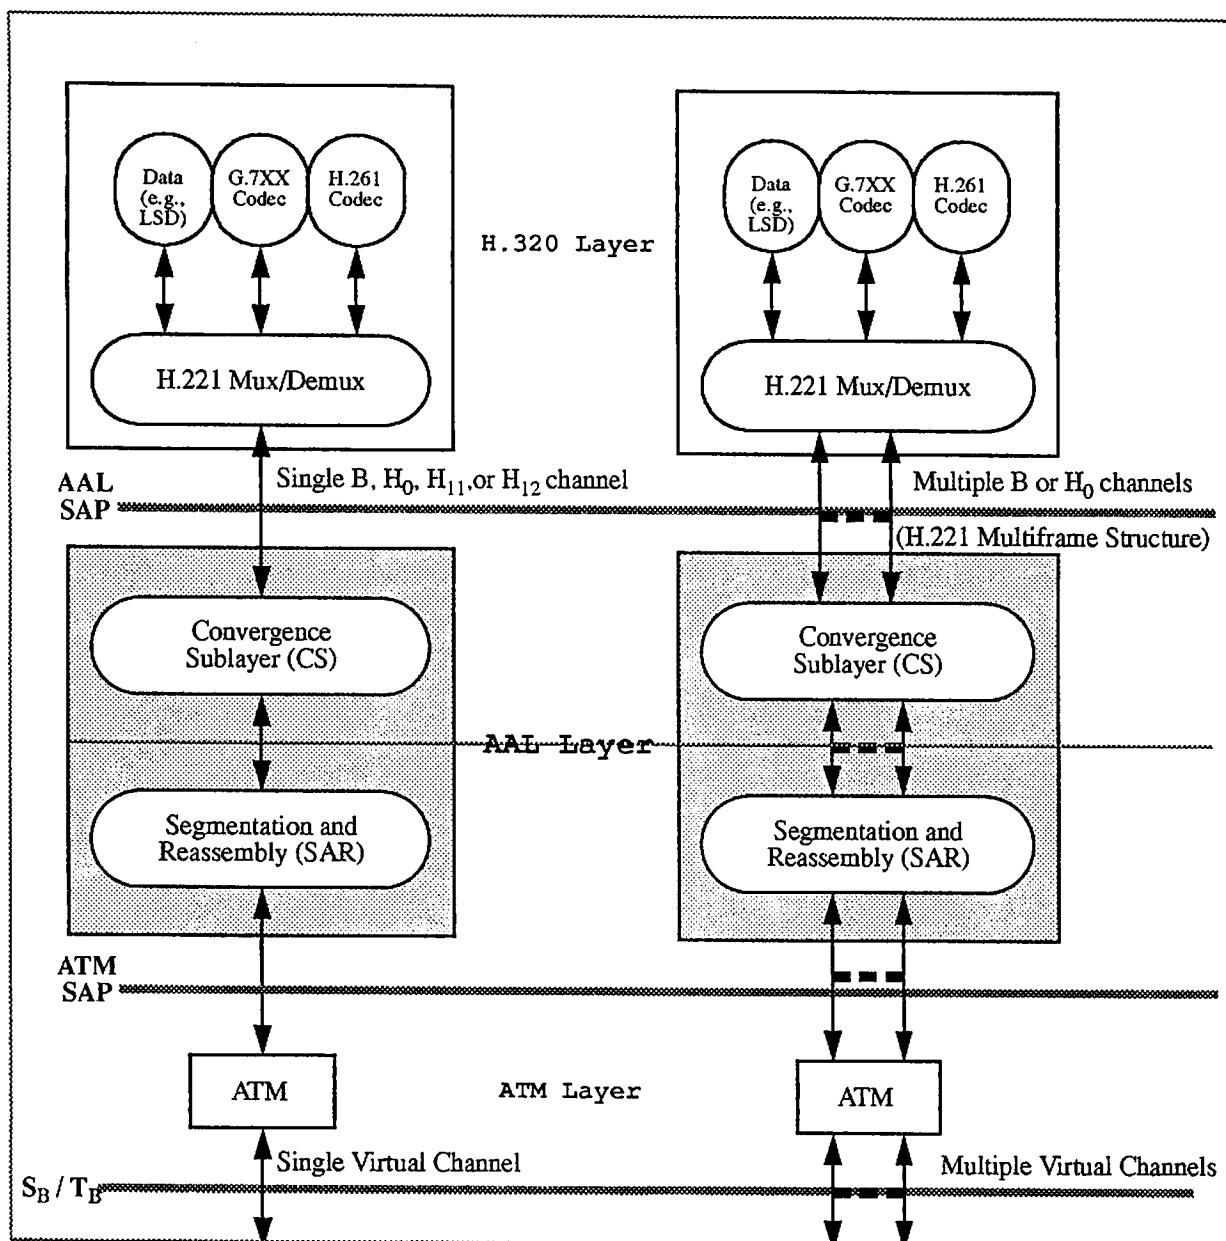 Data
(e.g.,
LSD)
G.7XX
Codec
H.261
Codec
H.221 Mux/Demux
H.320 Layer
Data
(e.g.,
LSD)
G.7XX
Codec
H.261
Codec
H.221 Mux/Demux
AAL
SAP
Single B, H0, H11, or H12 channel
Multiple B or H0 channels
(H.221 Multiframe Structure)
Convergence
Sublayer (CS)
Convergence
Sublayer (CS)
AAL Layer
Segmentation and
Reassembly (SAR)
Segmentation and
Reassembly (SAR)
ATM
SAP
ATM
ATM Layer
ATM
Single Virtual Channel
Multiple Virtual Channels
SB / TB